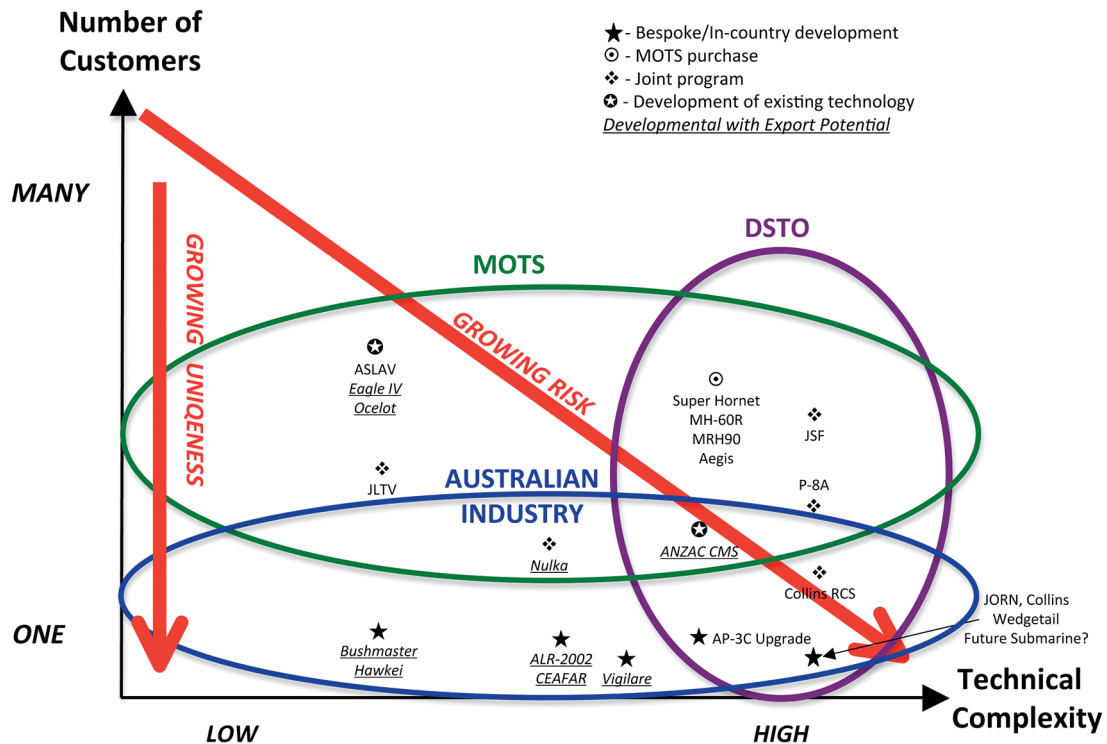 Number of
Customers
★ - Bespoke/In-country development
- MOTS purchase
- Joint program
- Development of existing technology
Developmental with Export Potential
MANY
DSTO
MOTS
GROWING UNIQENESS
GROWING RISK
ASLAV
Eagle IV
Ocelot
Super Hornet
MH-60R
MRH90
Aegis
JSF
JLTV
P-8A
AUSTRALIAN
INDUSTRY
Nulka
ANZAC CMS
Collins RCS
JORN, Collins
Wedgetail
Future Submarine?
ONE
Bushmaster
Hawkei
ALR-2002
CEAFAR
Vigilare
AP-3C Upgrade
Technical
Complexity
LOW
HIGH